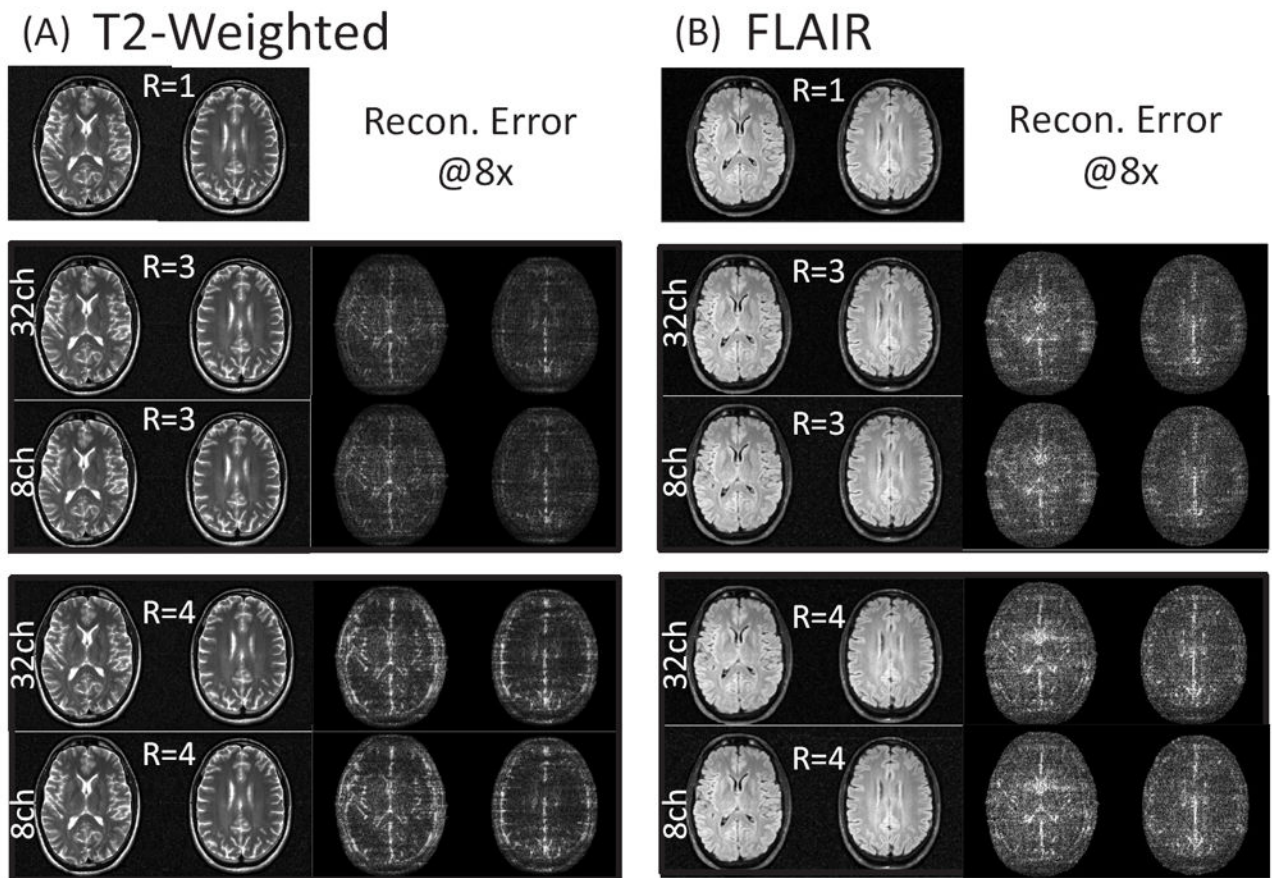 (A) T2-Weighted
R=1
Recon. Error
@8x
32ch
R=3
8ch
R=3
32ch
R=4
8ch
R=4
(B) FLAIR
R=1
Recon. Error
@8x
32ch
R=3
8ch
R=3
32ch
R=4
8ch
R=4